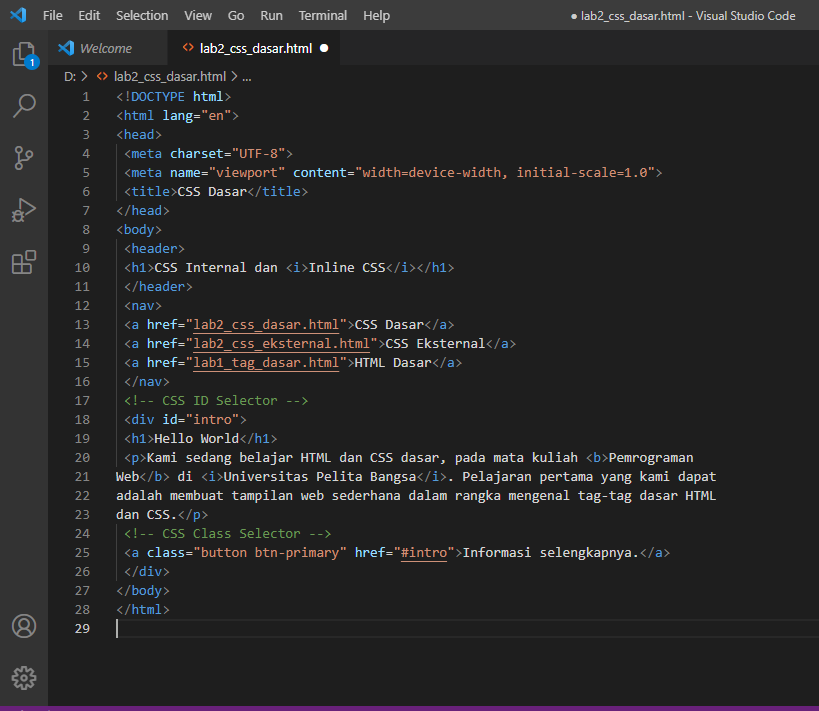 File Edit Selection View Go Run Terminal Help ● lab2_css_dasar.html - Visual Studio Code
Welcome <> lab2_css_dasar.html ●
D: > <> lab2_css_dasar.html > ...
1 <!DOCTYPE html>
2 <html lang="en">
3 <head>
4 <meta charset="UTF-8">
5 <meta name="viewport" content="width=device-width, initial-scale=1.0">
6 <title>CSS Dasar</title>
7 </head>
8 <body>
9 <header>
10 <h1>CSS Internal dan <i>Inline CSS</i></h1>
11 </header>
12 <nav>
13 <a href="lab2_css_dasar.html">CSS Dasar</a>
14 <a href="lab2_css_eksternal.html">CSS Eksternal</a>
15 <a href="lab1_tag_dasar.html">HTML Dasar</a>
16 </nav>
17 <!-- CSS ID Selector -->
18 <div id="intro">
19 <h1>Hello World</h1>
20 <p>Kami sedang belajar HTML dan CSS dasar, pada mata kuliah <b>Pemrograman
21 Web</b> di <i>Universitas Pelita Bangsa</i>. Pelajaran pertama yang kami dapat
22 adalah membuat tampilan web sederhana dalam rangka mengenal tag-tag dasar HTML
23 dan CSS.</p>
24 <!-- CSS Class Selector -->
25 <a class="button btn-primary" href="#intro">Informasi selengkapnya.</a>
26 </div>
27 </body>
28 </html>
29
1